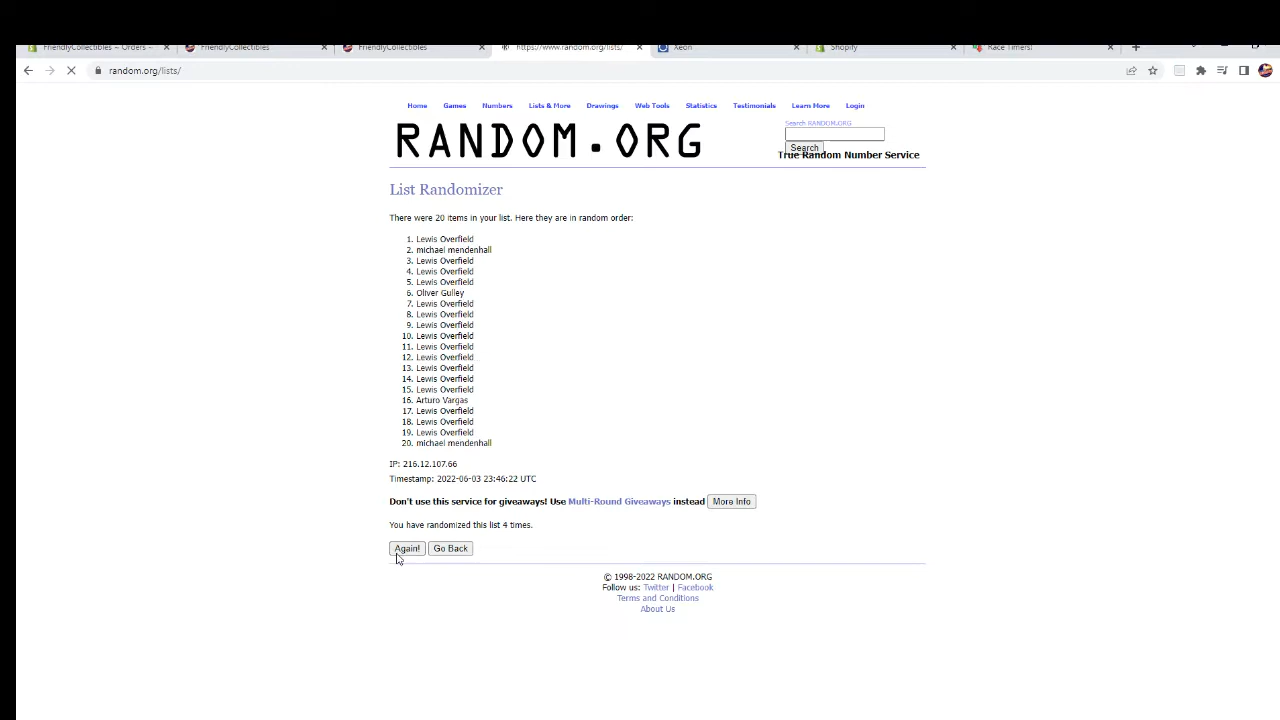 FriendlyCollectibles ~ Orders ~
FriendlyCollectibles
FriendlyCollectibles
https://www.random.org/lists/
Xeon
Shopify
Race Timers!
random.org/lists/
Home Games Numbers Lists & More Drawings Web Tools Statistics Testimonials Learn More Login
Search RANDOM.ORG
RANDOM.ORG
Search
True Random Number Service
List Randomizer
There were 20 items in your list. Here they are in random order:
1. Lewis Overfield
2. michael mendenhall
3. Lewis Overfield
4. Lewis Overfield
5. Lewis Overfield
6. Oliver Gulley
7. Lewis Overfield
8. Lewis Overfield
9. Lewis Overfield
10. Lewis Overfield
11. Lewis Overfield
12. Lewis Overfield
13. Lewis Overfield
14. Lewis Overfield
15. Lewis Overfield
16. Arturo Vargas
17. Lewis Overfield
18. Lewis Overfield
19. Lewis Overfield
20. michael mendenhall
IP: 216.12.107.66
Timestamp: 2022-06-03 23:46:22 UTC
Don't use this service for giveaways! Use Multi-Round Giveaways instead More Info
You have randomized this list 4 times.
Again! Go Back
© 1998-2022 RANDOM.ORG
Follow us: Twitter | Facebook
Terms and Conditions
About Us